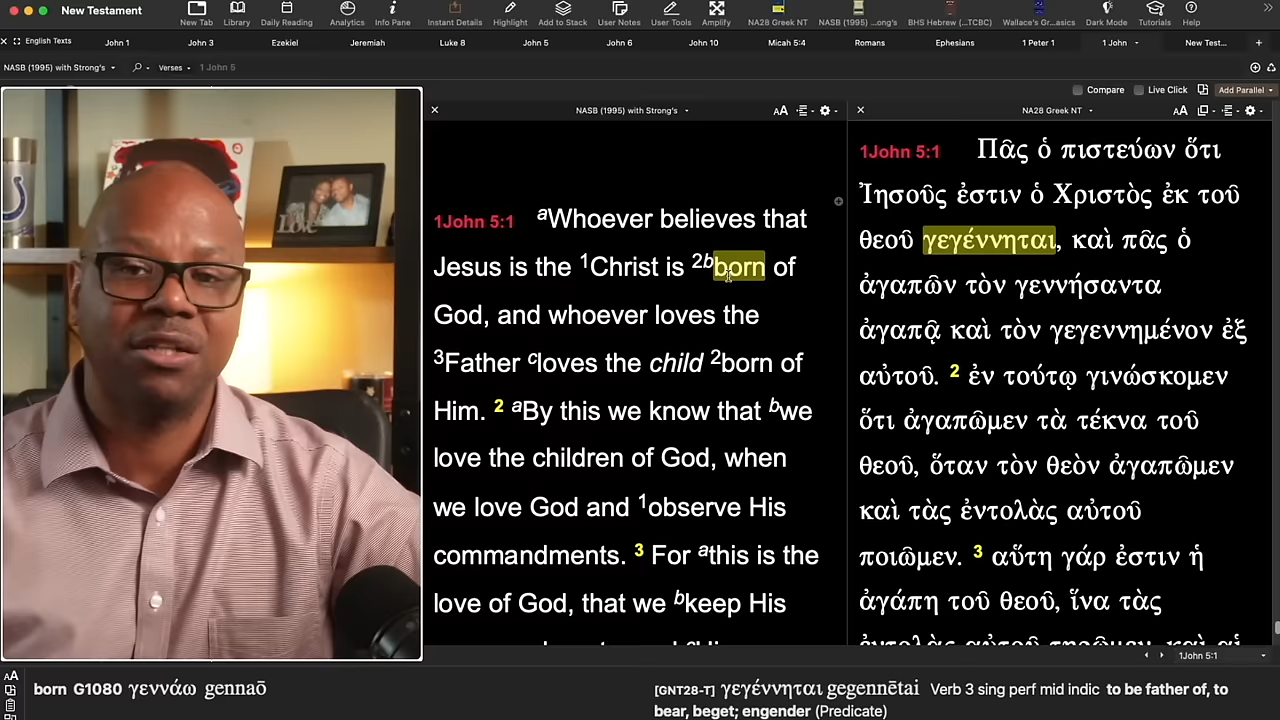 New Testament
New Tab
Library
Daily Reading
Analytics
Info Pane
Instant Details
Highlight
Add to Stack
User Notes
User Tools
Amplify
NA28 Greek NT
NASB (1995) …ong's
BHS Hebrew (...TCBC)
Wallace's Gr…asics
Dark Mode
Tutorials
Help
English Texts
John 1
John 3
Ezekiel
Jeremiah
Luke 8
John 5
John 6
John 10
Micah 5:4
Romans
Ephesians
1 Peter 1
1 John
New Test...
NASB (1995) with Strong's
Verses
1 John 5
Compare
Live Click
Add Parallel
NASB (1995) with Strong's
1John 5:1 aWhoever believes that
Jesus is the 1Christ is 2bborn of
God, and whoever loves the
3Father cloves the child 2born of
Him. 2 aBy this we know that bwe
love the children of God, when
we love God and 1observe His
commandments. 3 For athis is the
love of God, that we bkeep His
NA28 Greek NT
1John 5:1 Πᾶς ὁ πιστεύων ὅτι
Ἰησοῦς ἐστιν ὁ Χριστὸς ἐκ τοῦ
θεοῦ γεγέννηται, καὶ πᾶς ὁ
ἀγαπῶν τὸν γεννήσαντα
ἀγαπᾷ καὶ τὸν γεγεννημένον ἐξ
αὐτοῦ. 2 ἐν τούτῳ γινώσκομεν
ὅτι ἀγαπῶμεν τὰ τέκνα τοῦ
θεοῦ, ὅταν τὸν θεὸν ἀγαπῶμεν
καὶ τὰς ἐντολὰς αὐτοῦ
ποιῶμεν. 3 αὕτη γάρ ἐστιν ἡ
ἀγάπη τοῦ θεοῦ, ἵνα τὰς
1John 5:1
Love
born G1080 γεννάω gennaō
[GNT28-T] γεγέννηται gegennētai Verb 3 sing perf mid indic to be father of, to
bear, beget; engender (Predicate)